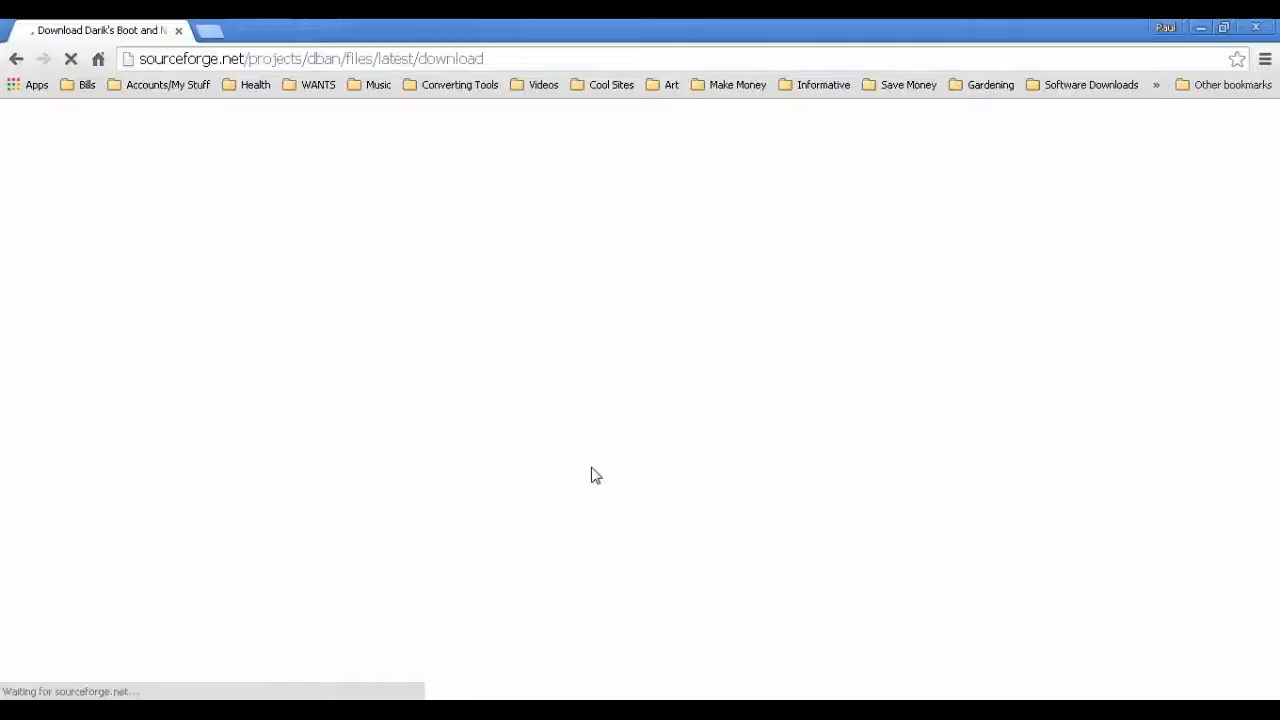 , Download Darik's Boot and N
Paul
sourceforge.net/projects/dban/files/latest/download
Apps Bills Accounts/My Stuff Health WANTS Music Converting Tools Videos Cool Sites Art Make Money Informative Save Money Gardening Software Downloads » Other bookmarks
Waiting for sourceforge.net...